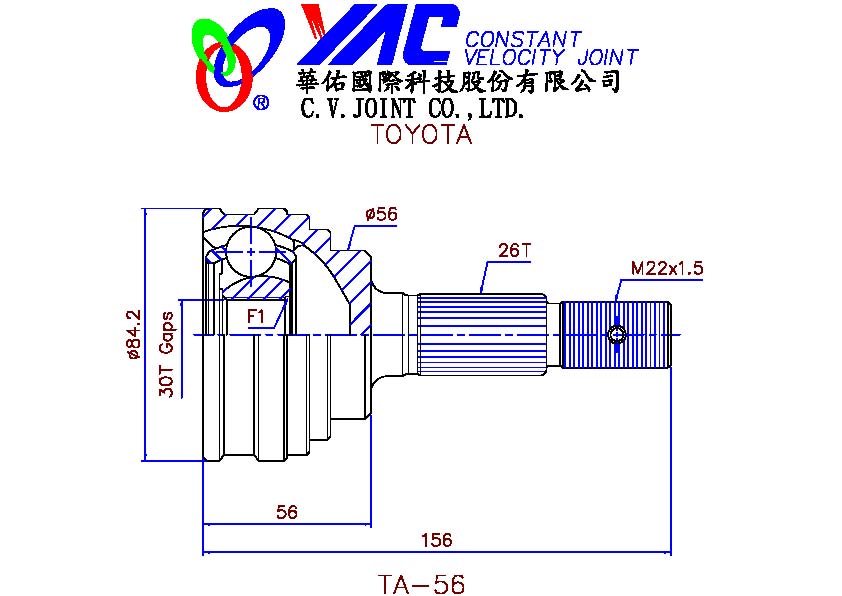 YAC CONSTANT
VELOCITY JOINT
®
華佑國際科技股份有限公司
C.V.JOINT CO.,LTD.
TOYOTA
ø56
26T
M22x1.5
F1
ø84.2
30T Gaps
56
156
TA-56